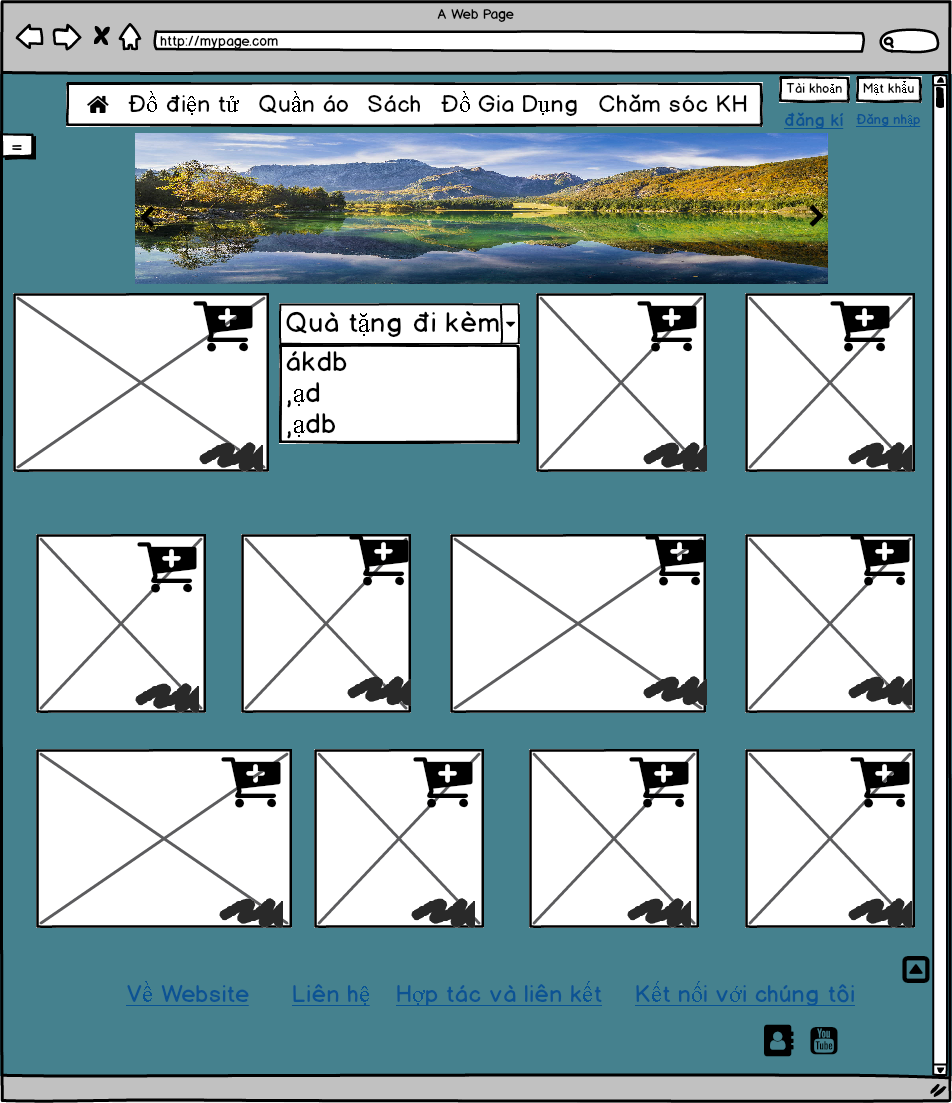 A Web Page
http://mypage.com
Đồ điện tử Quần áo Sách Đồ Gia Dụng Chăm sóc KH
Tài khoản Mật khẩu
đăng kí Đăng nhập
=
Quà tặng đi kèm
ákdb
,ạd
,ạdb
Về Website Liên hệ Hợp tác và liên kết Kết nối với chúng tôi
You Tube